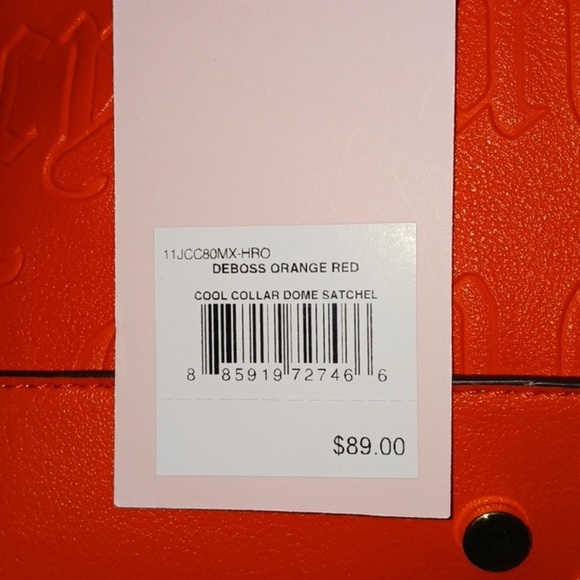 11JCC80MX-HRO
DEBOSS ORANGE RED
COOL COLLAR DOME SATCHEL
8 85919 72746 6
$89.00